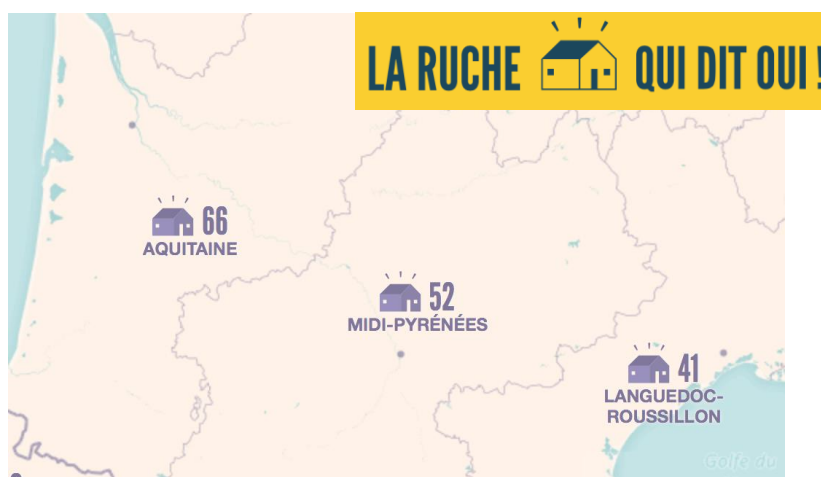 LA RUCHE QUI DIT OUI !
66
AQUITAINE
52
MIDI-PYRÉNÉES
41
LANGUEDOC-
ROUSSILLON
Golfe du